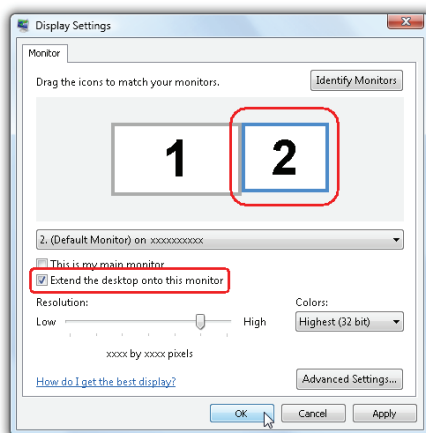 Display Settings
Monitor
Drag the icons to match your monitors.
Identify Monitors
1
2
2. (Default Monitor) on xxxxxxxxxx
This is my main monitor
Extend the desktop onto this monitor
Resolution:
Colors:
Low
High
Highest (32 bit)
xxxx by xxxx pixels
How do I get the best display?
Advanced Settings...
OK
Cancel
Apply